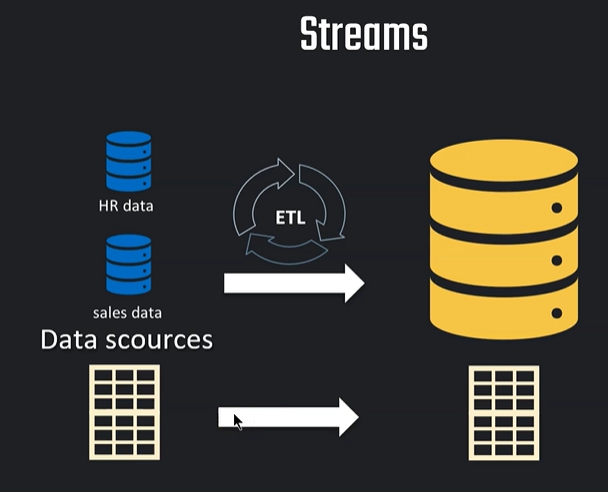 Streams
HR data
ETL
sales data
Data scources